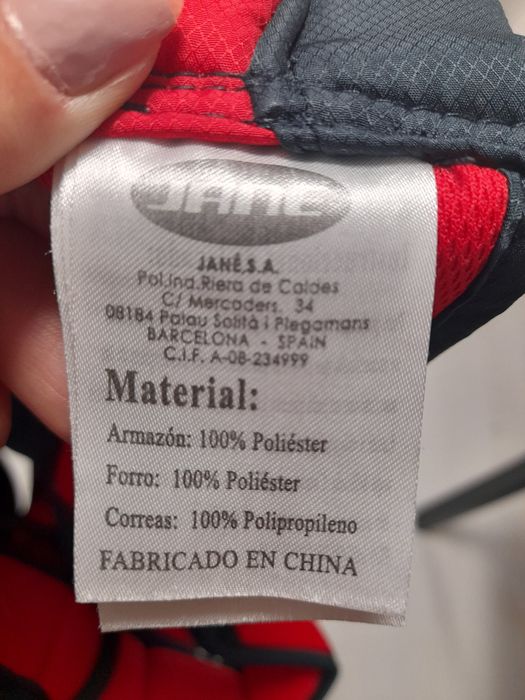 JANE
JANÉ,S.A.
Pol.Ind.Riera de Caldes
C/ Mercaders, 34
08184 Palau Solità i Plegamans
BARCELONA - SPAIN
C.I.F. A-08-234999
Material:
Armazón: 100% Poliéster
Forro: 100% Poliéster
Correas: 100% Polipropileno
FABRICADO EN CHINA